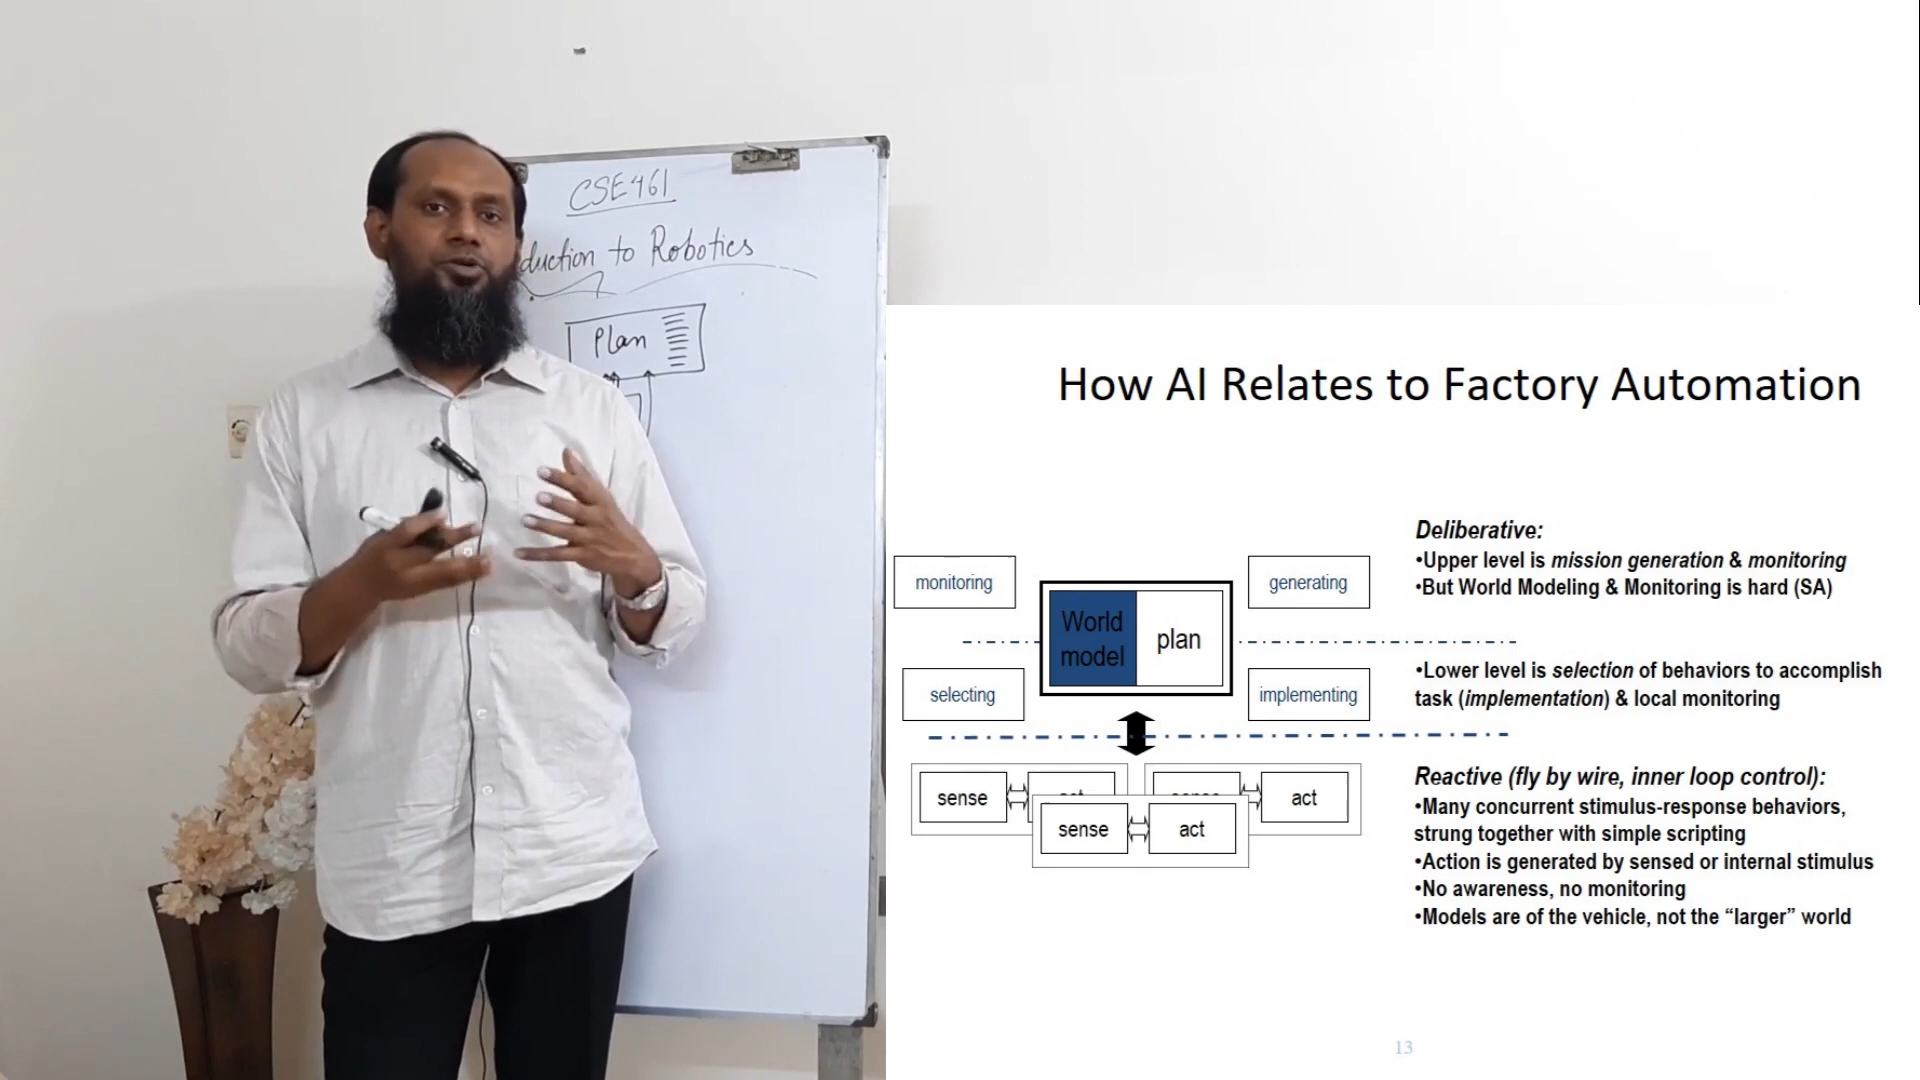 CSE461
duction to Robotics
Plan
How AI Relates to Factory Automation
monitoring
generating
World
model
plan
selecting
implementing
sense
act
sense
act
sense
act
Deliberative:
•Upper level is mission generation & monitoring
•But World Modeling & Monitoring is hard (SA)
•Lower level is selection of behaviors to accomplish
task (implementation) & local monitoring
Reactive (fly by wire, inner loop control):
•Many concurrent stimulus-response behaviors,
strung together with simple scripting
•Action is generated by sensed or internal stimulus
•No awareness, no monitoring
•Models are of the vehicle, not the “larger” world
13